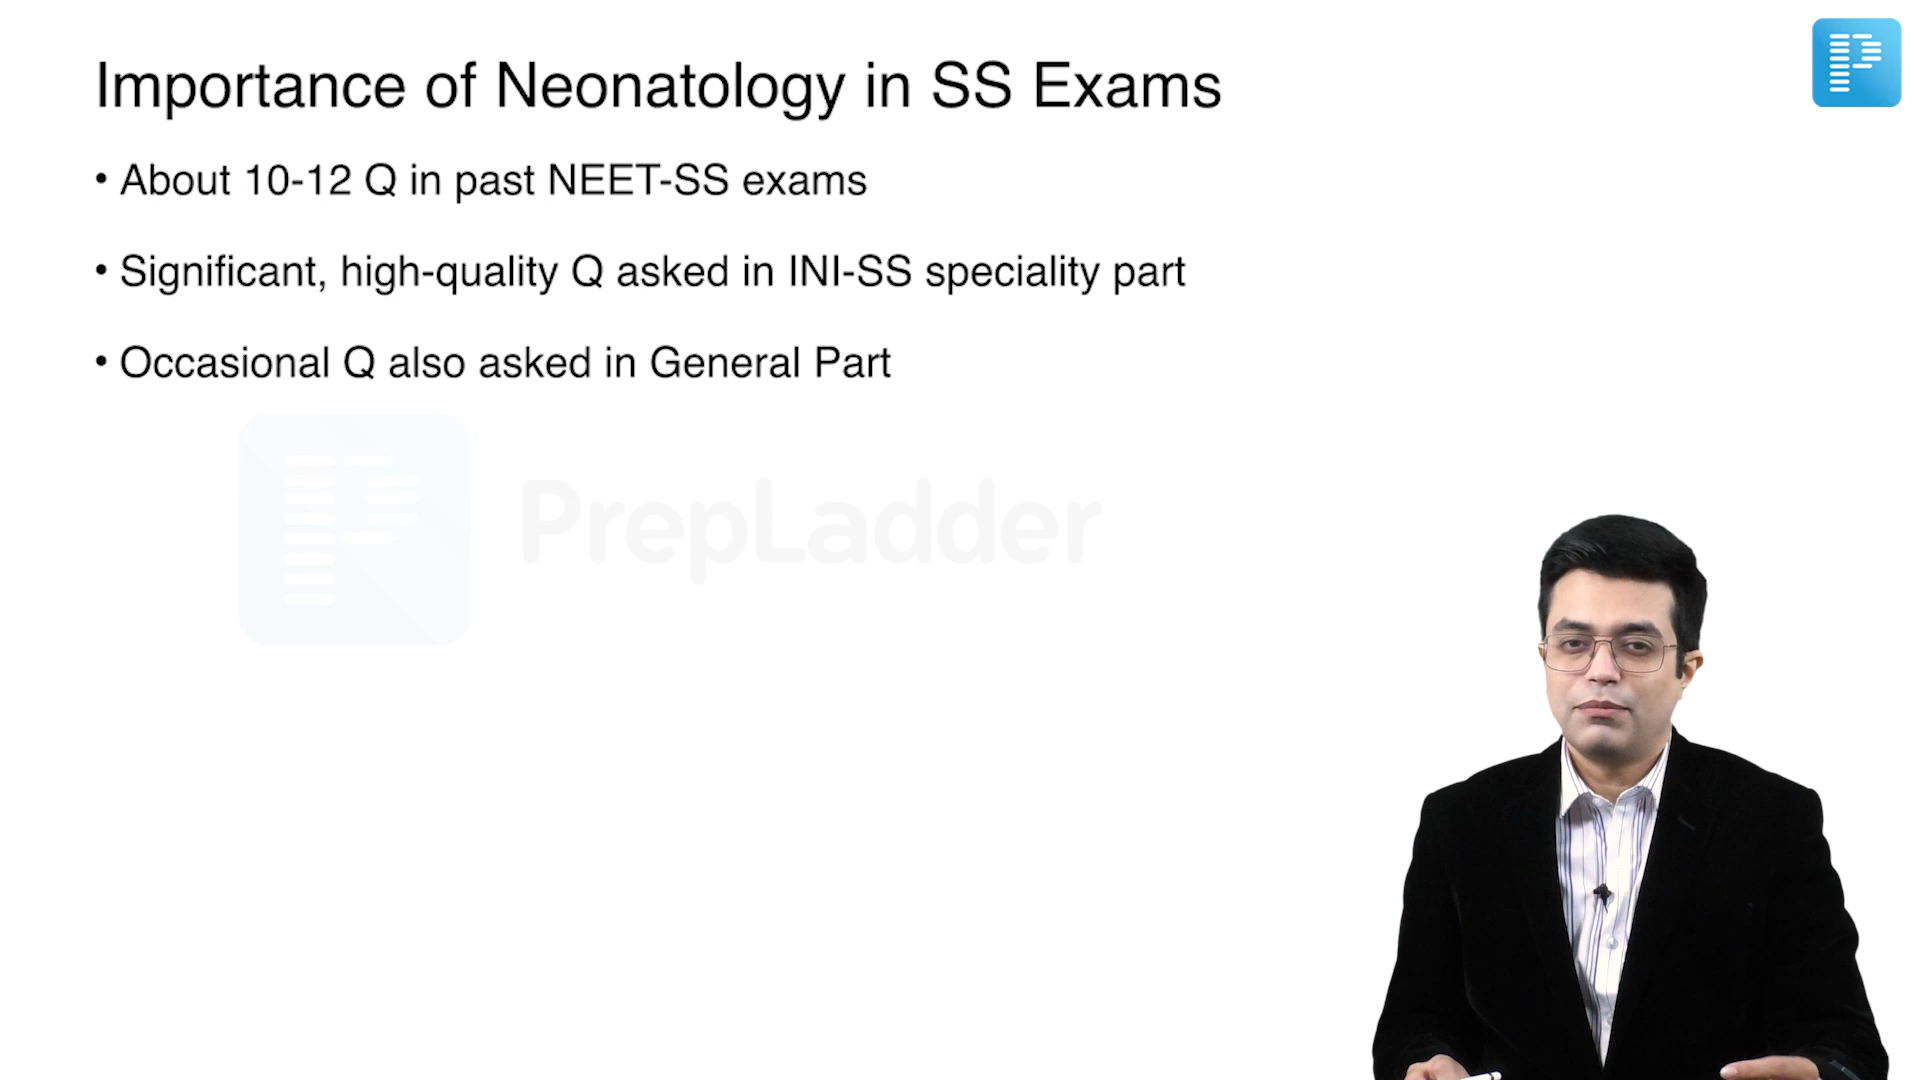 Importance of Neonatology in SS Exams
• About 10-12 Q in past NEET-SS exams
• Significant, high-quality Q asked in INI-SS speciality part
• Occasional Q also asked in General Part
PrepLadder